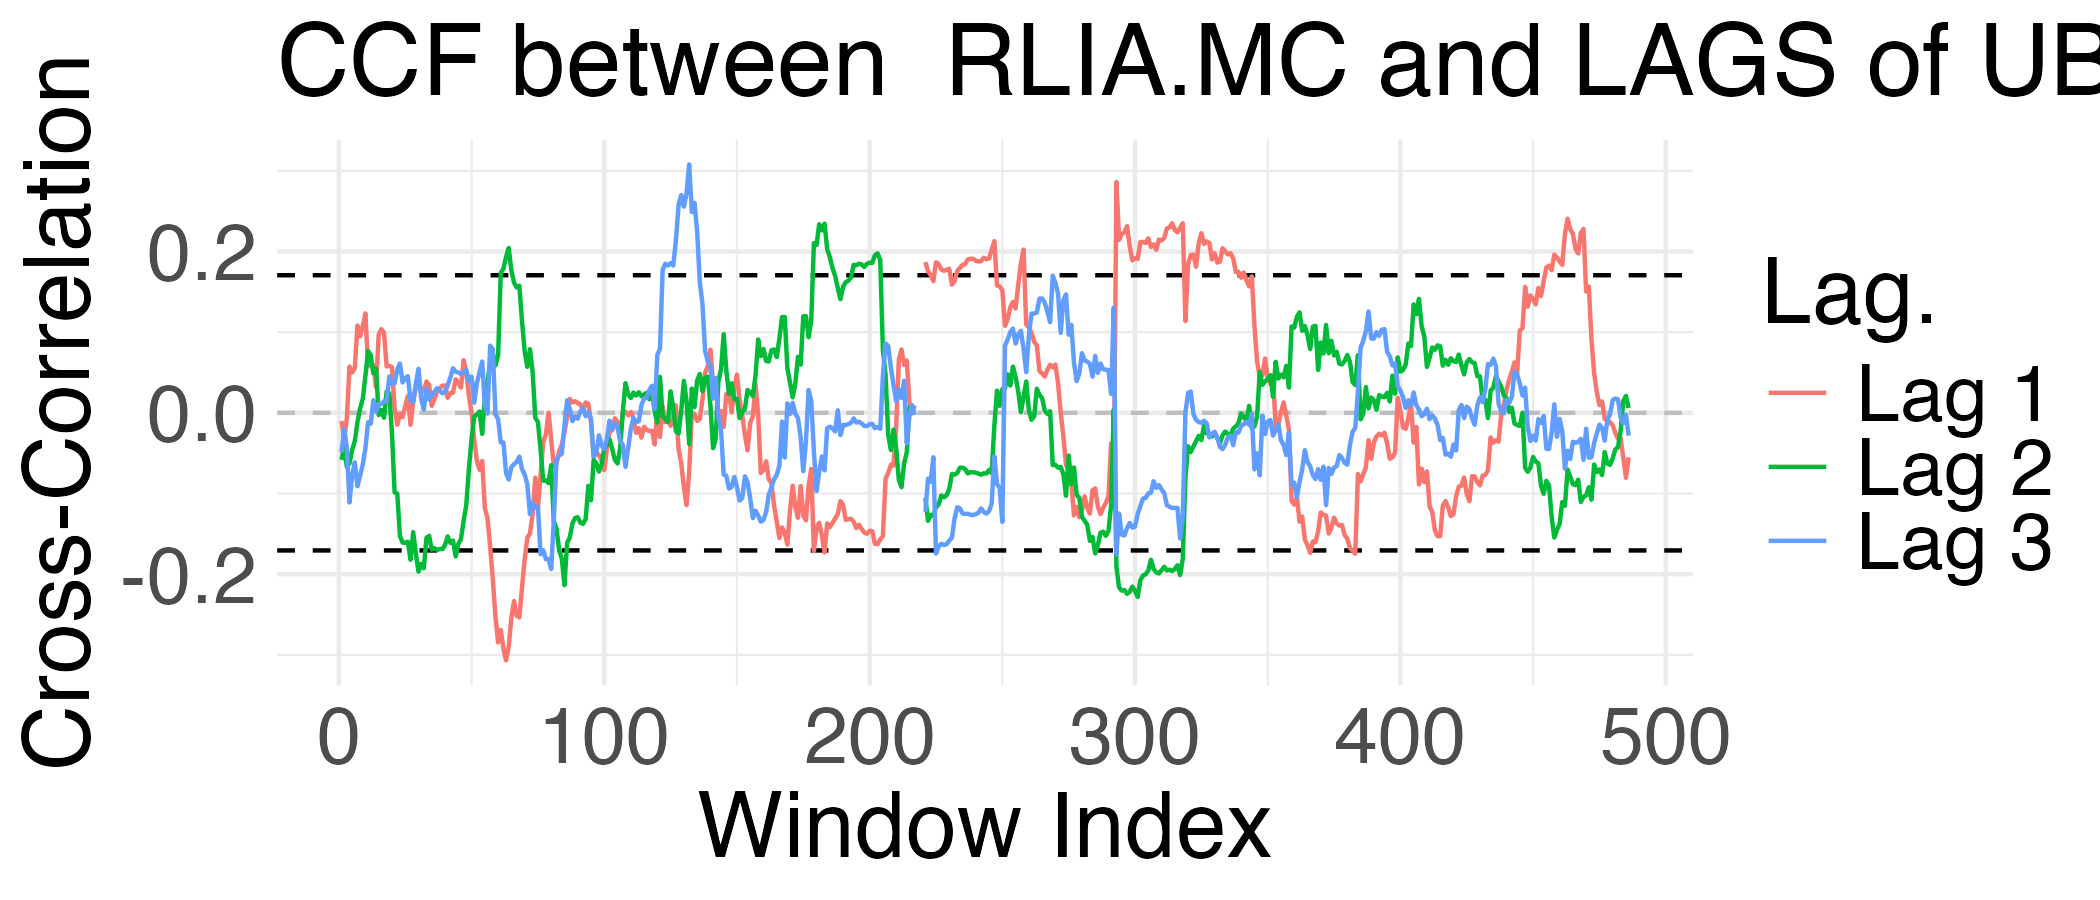 CCF between  RLIA.MC and LAGS of UB
Cross-Correlation
0.2
0.0
-0.2
0 100 200 300 400 500
Window Index
Lag.
Lag 1
Lag 2
Lag 3